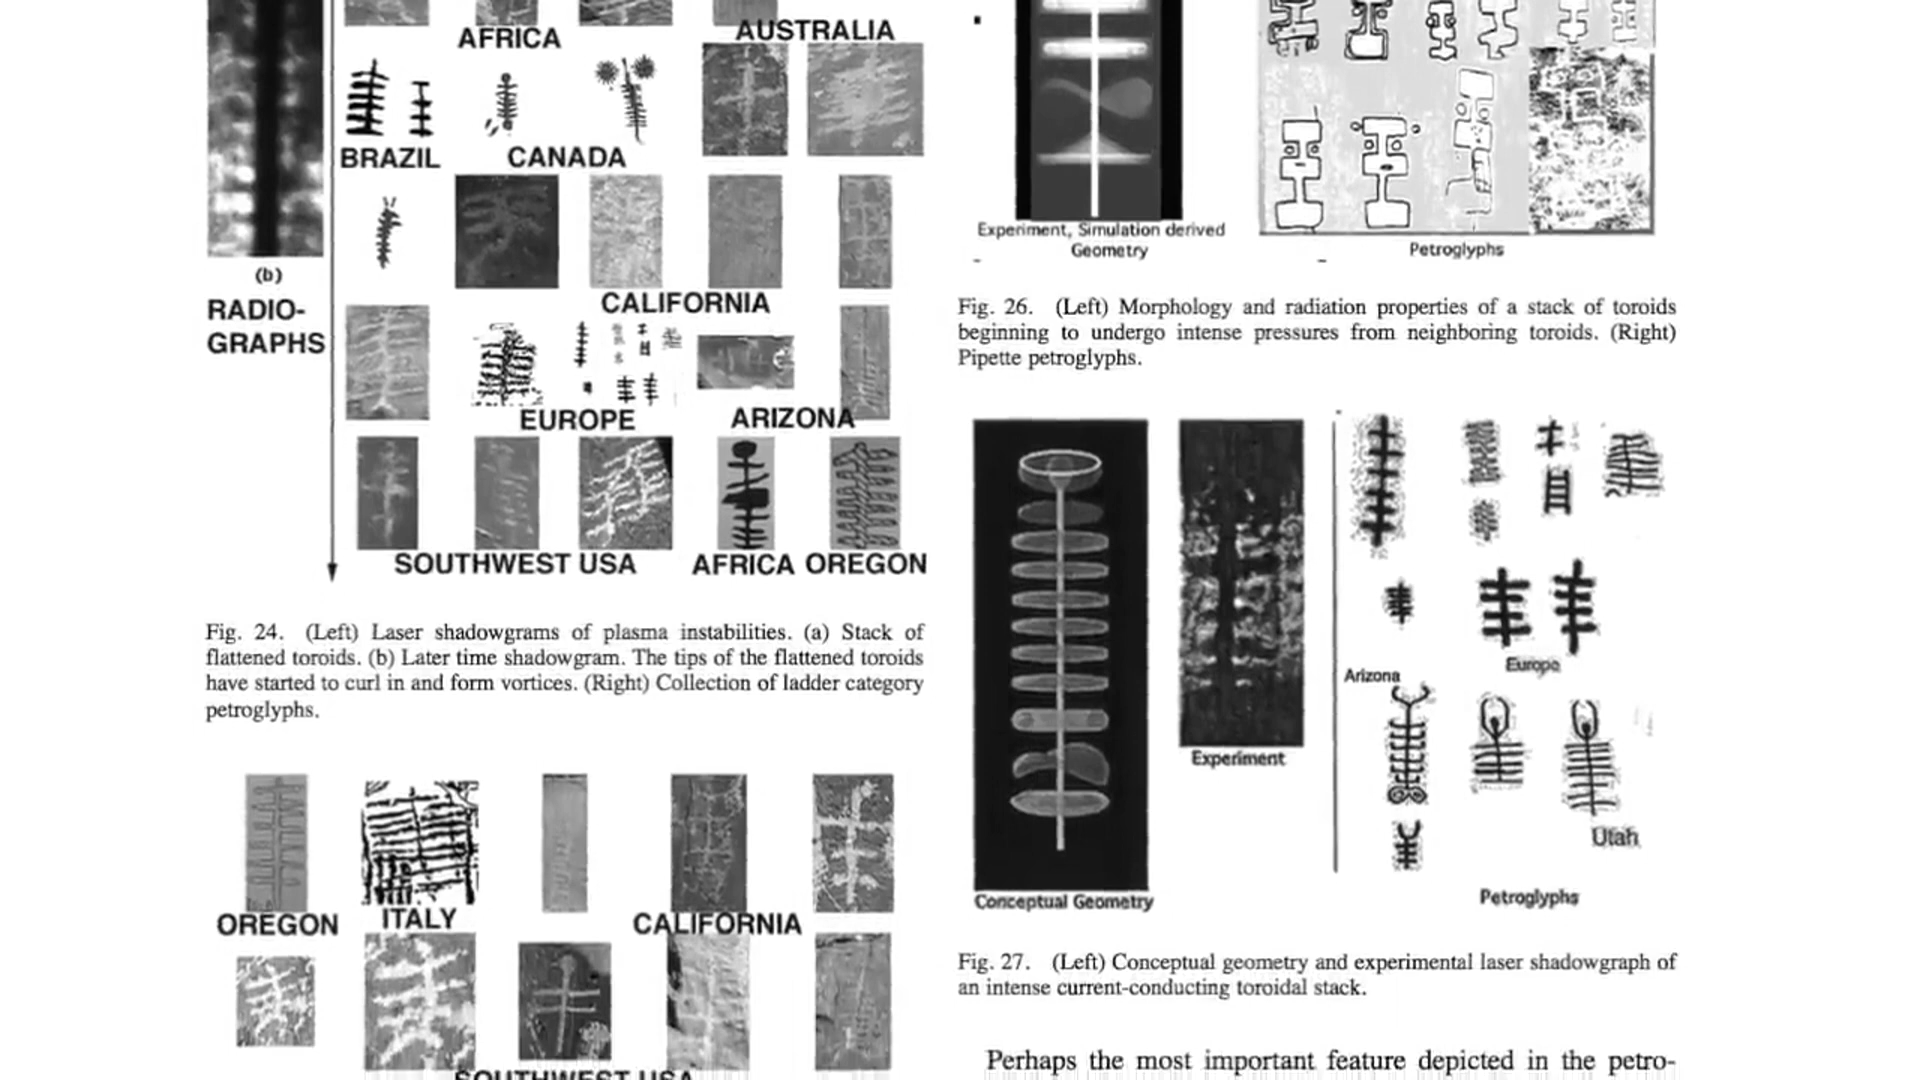 AFRICA
AUSTRALIA
BRAZIL
CANADA
(b)
RADIO-
GRAPHS
CALIFORNIA
EUROPE
ARIZONA
SOUTHWEST USA
AFRICA OREGON
Fig. 24. (Left) Laser shadowgrams of plasma instabilities. (a) Stack of
flattened toroids. (b) Later time shadowgram. The tips of the flattened toroids
have started to curl in and form vortices. (Right) Collection of ladder category
petroglyphs.
OREGON
ITALY
CALIFORNIA
SOUTHWEST USA
Experiment, Simulation derived
Geometry
Petroglyphs
Fig. 26. (Left) Morphology and radiation properties of a stack of toroids
beginning to undergo intense pressures from neighboring toroids. (Right)
Pipette petroglyphs.
Arizona
Europe
Experiment
Utah
Petroglyphs
Conceptual Geometry
Fig. 27. (Left) Conceptual geometry and experimental laser shadowgraph of
an intense current-conducting toroidal stack.
Perhaps the most important feature depicted in the petro-